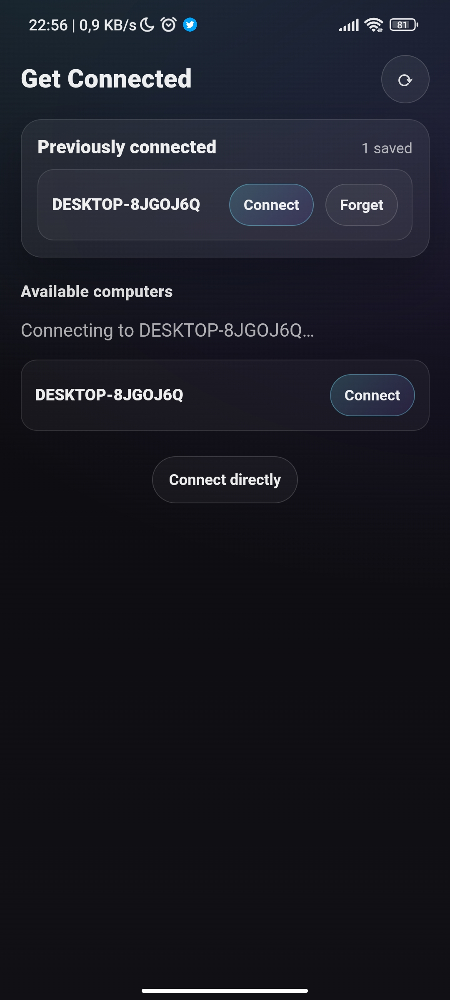 22:56 | 0,9 KB/s
81
Get Connected
Previously connected
1 saved
DESKTOP-8JGOJ6Q
Connect
Forget
Available computers
Connecting to DESKTOP-8JGOJ6Q...
DESKTOP-8JGOJ6Q
Connect
Connect directly